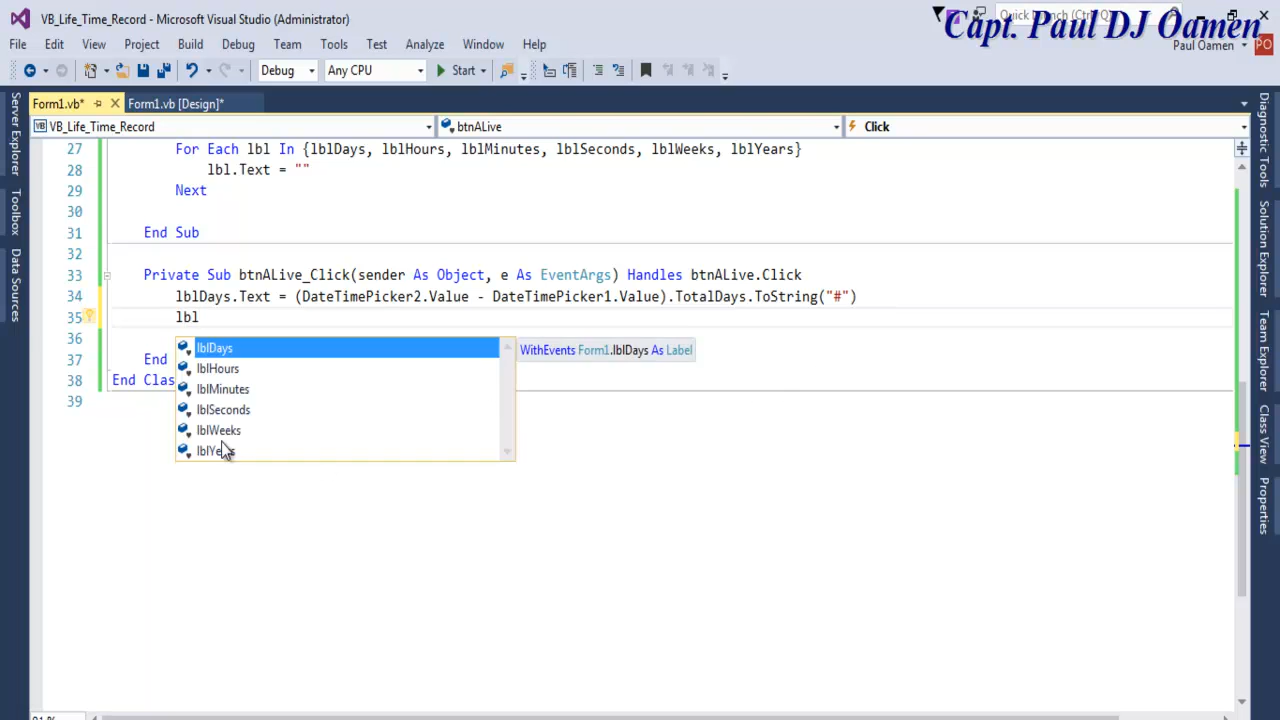 VB_Life_Time_Record - Microsoft Visual Studio (Administrator)
Capt. Paul DJ Oamen
File Edit View Project Build Debug Team Tools Test Analyze Window Help
Paul Oamen
PO
Debug Any CPU Start
Form1.vb* Form1.vb [Design]*
VB_Life_Time_Record btnALive Click
Server Explorer
Toolbox
Data Sources
27 For Each lbl In {lblDays, lblHours, lblMinutes, lblSeconds, lblWeeks, lblYears}
28 lbl.Text = ""
29 Next
30
31 End Sub
32
33 Private Sub btnALive_Click(sender As Object, e As EventArgs) Handles btnALive.Click
34 lblDays.Text = (DateTimePicker2.Value - DateTimePicker1.Value).TotalDays.ToString("#")
35 lbl
36
37 End
38 End Clas
39
lblDays
lblHours
lblMinutes
lblSeconds
lblWeeks
WithEvents Form1.lblDays As Label
Diagnostic Tools
Solution Explorer
Team Explorer
Class View
Properties